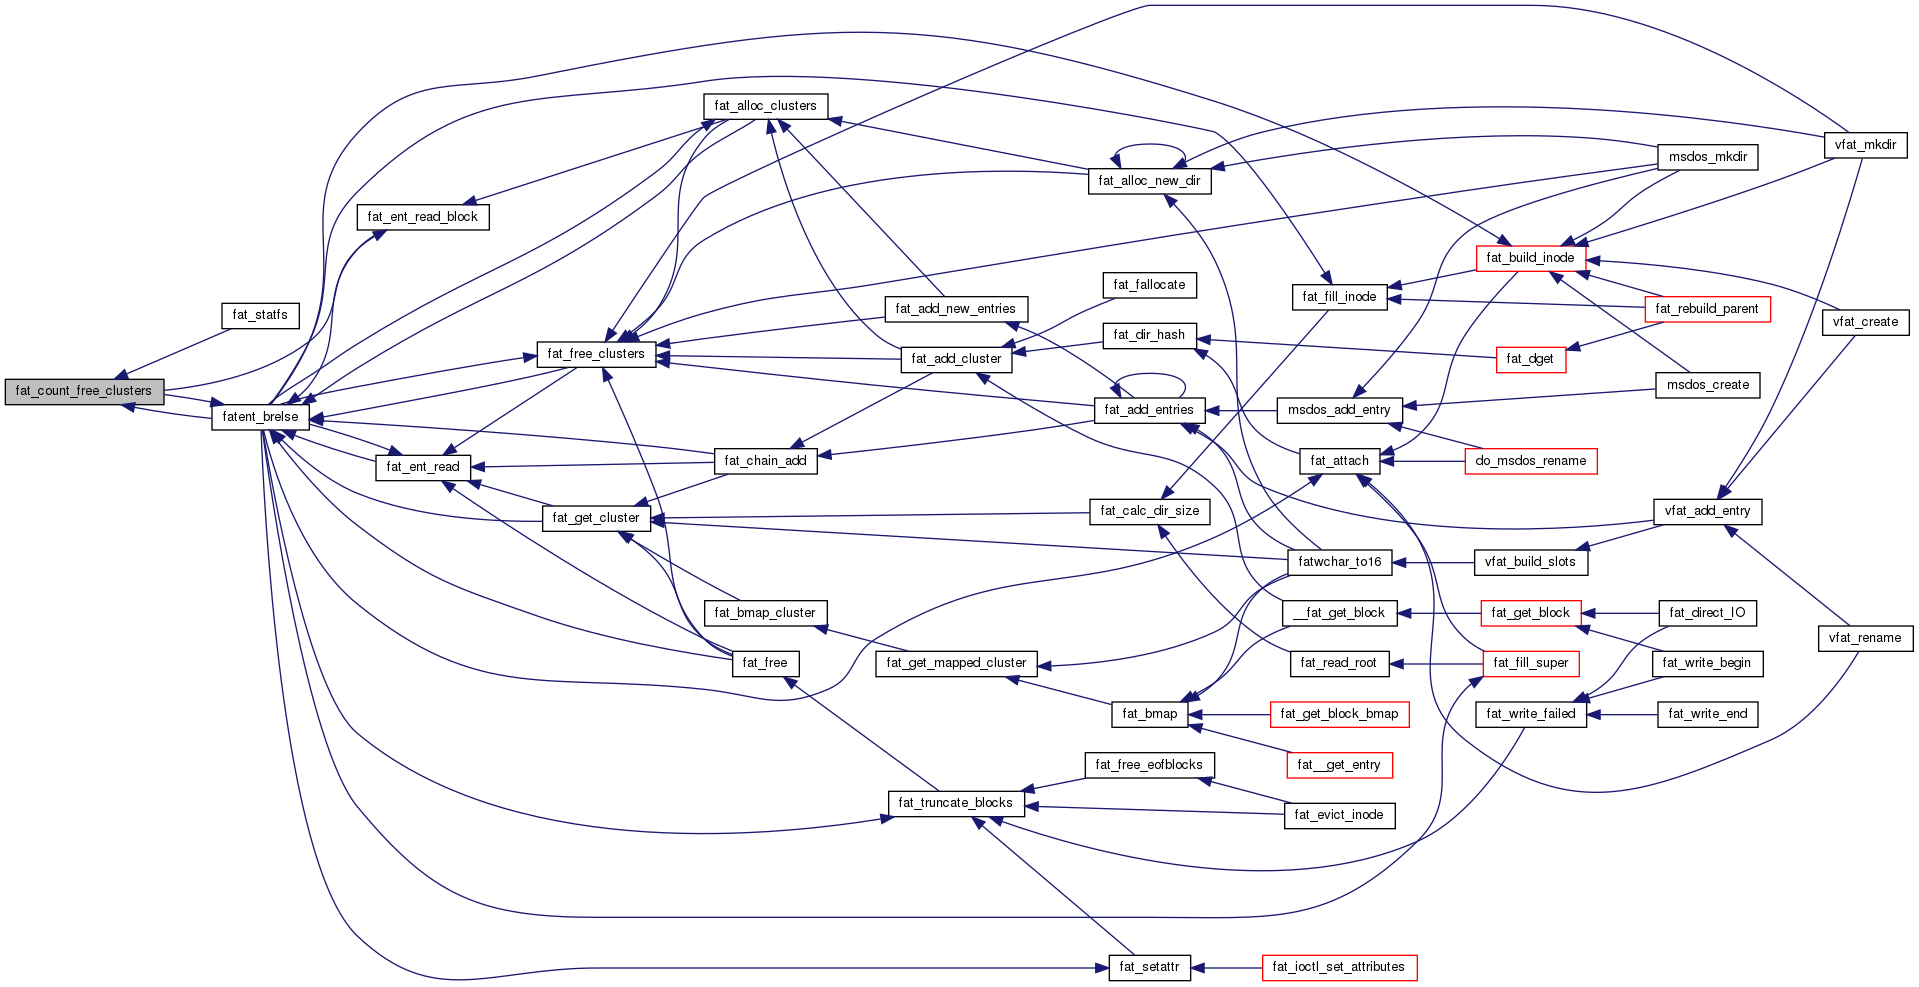 fat_count_free_clusters
fat_statfs
fatent_brelse
fat_ent_read_block
fat_ent_read
fat_alloc_clusters
fat_free_clusters
fat_chain_add
fat_get_cluster
fat_bmap_cluster
fat_free
fat_add_new_entries
fat_add_cluster
fat_get_mapped_cluster
fat_truncate_blocks
fat_alloc_new_dir
fat_fallocate
fat_dir_hash
fat_add_entries
fat_calc_dir_size
fat_bmap
fat_free_eofblocks
fat_setattr
fat_fill_inode
msdos_add_entry
fat_attach
fatwchar_to16
__fat_get_block
fat_read_root
fat_get_block_bmap
fat__get_entry
fat_evict_inode
fat_ioctl_set_attributes
fat_build_inode
fat_dget
do_msdos_rename
vfat_build_slots
fat_get_block
fat_fill_super
fat_write_failed
msdos_mkdir
fat_rebuild_parent
msdos_create
vfat_add_entry
fat_direct_IO
fat_write_begin
fat_write_end
vfat_mkdir
vfat_create
vfat_rename